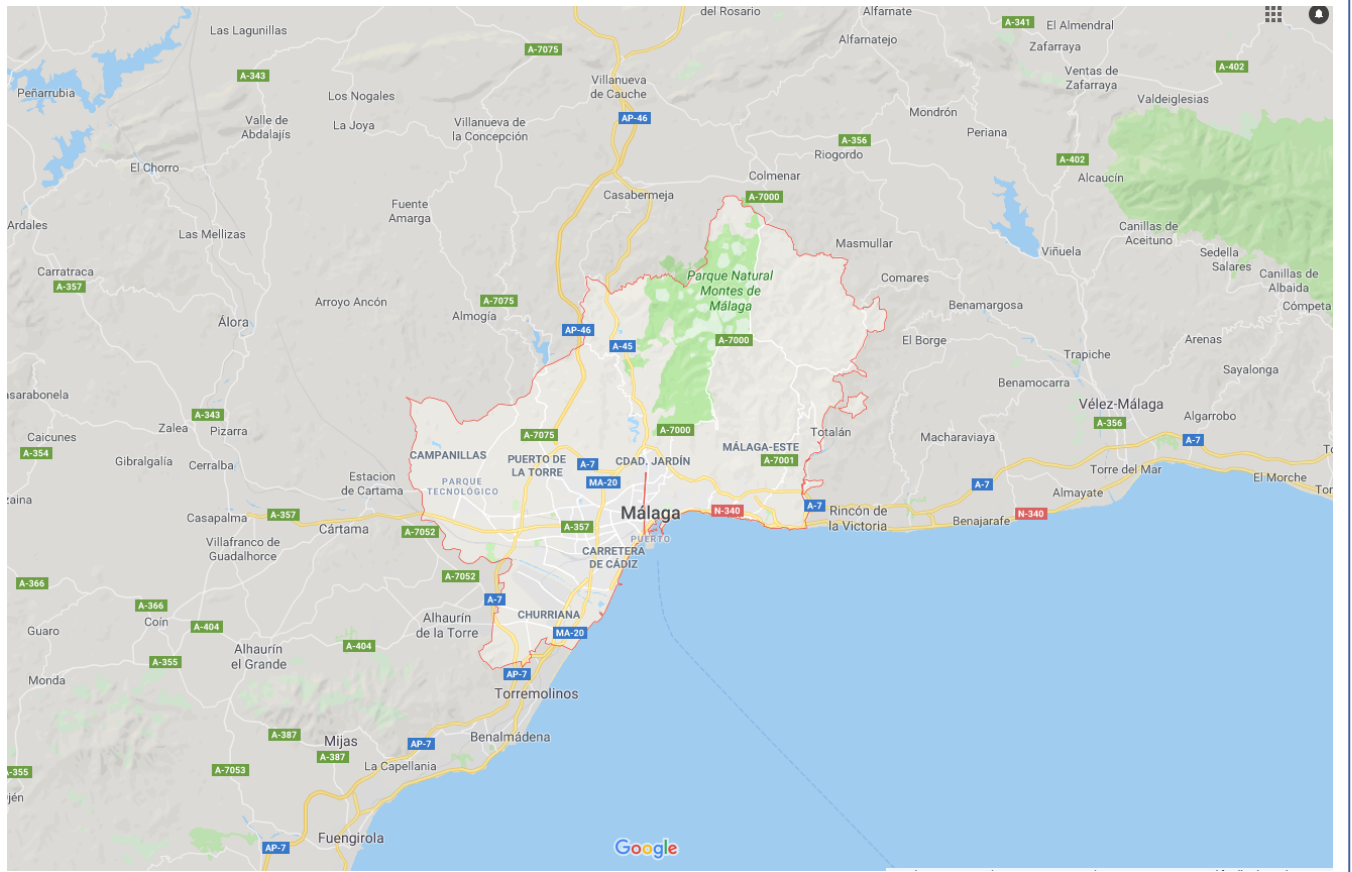 del Rosario
Alfarnate
A-341
El Almendral
Las Lagunillas
Alfarnatejo
Zafarraya
A-7075
A-343
Villanueva
de Cauche
Ventas de
Zafarraya
A-402
Peñarrubia
Los Nogales
Valdeiglesias
AP-46
Mondrón
Valle de
Abdalajís
La Joya
Villanueva de
la Concepción
Periana
A-356
Riogordo
A-402
El Chorro
Colmenar
Alcaucín
Casabermeja
A-7000
Fuente
Amarga
Ardales
Las Mellizas
Canillas de
Aceituno
Masmullar
Viñuela
Sedella
Salares
Carratraca
A-357
Parque Natural
Montes de
Málaga
Comares
Canillas de
Albaida
Cómpeta
Arroyo Ancón
A-7075
Almogía
Benamargosa
Álora
AP-46
A-45
A-7000
El Borge
Arenas
Trapiche
Sayalonga
Benamocarra
asarabonela
A-343
Vélez-Málaga
A-356
Algarrobo
Zalea
Pizarra
A-7075
A-7000
Totalán
Caicunes
A-354
Macharaviaya
A-7
MÁLAGA-ESTE
A-7001
CAMPANILLAS
PUERTO DE
LA TORRE
A-7
CDAD. JARDÍN
Gibralgalía
Cerralba
Torre del Mar
Estacion
de Cartama
PARQUE
TECNOLÓGICO
MA-20
A-7
El Morche
Tor
Almayate
zaina
Casapalma
A-357
Málaga
N-340
A-7
Rincón de
la Victoria
N-340
Benajarafe
Cártama
A-7052
A-357
PUERTO
Villafranco de
Guadalhorce
CARRETERA
DE CÁDIZ
A-366
A-7052
A-366
Coín
A-7
Alhaurín
de la Torre
CHURRIANA
A-404
Guaro
MA-20
A-404
Alhaurín
el Grande
A-355
AP-7
Monda
Torremolinos
A-387
Mijas
A-387
AP-7
Benalmádena
A-7053
La Capellania
-355
jén
Fuengirola
AP-7
Google